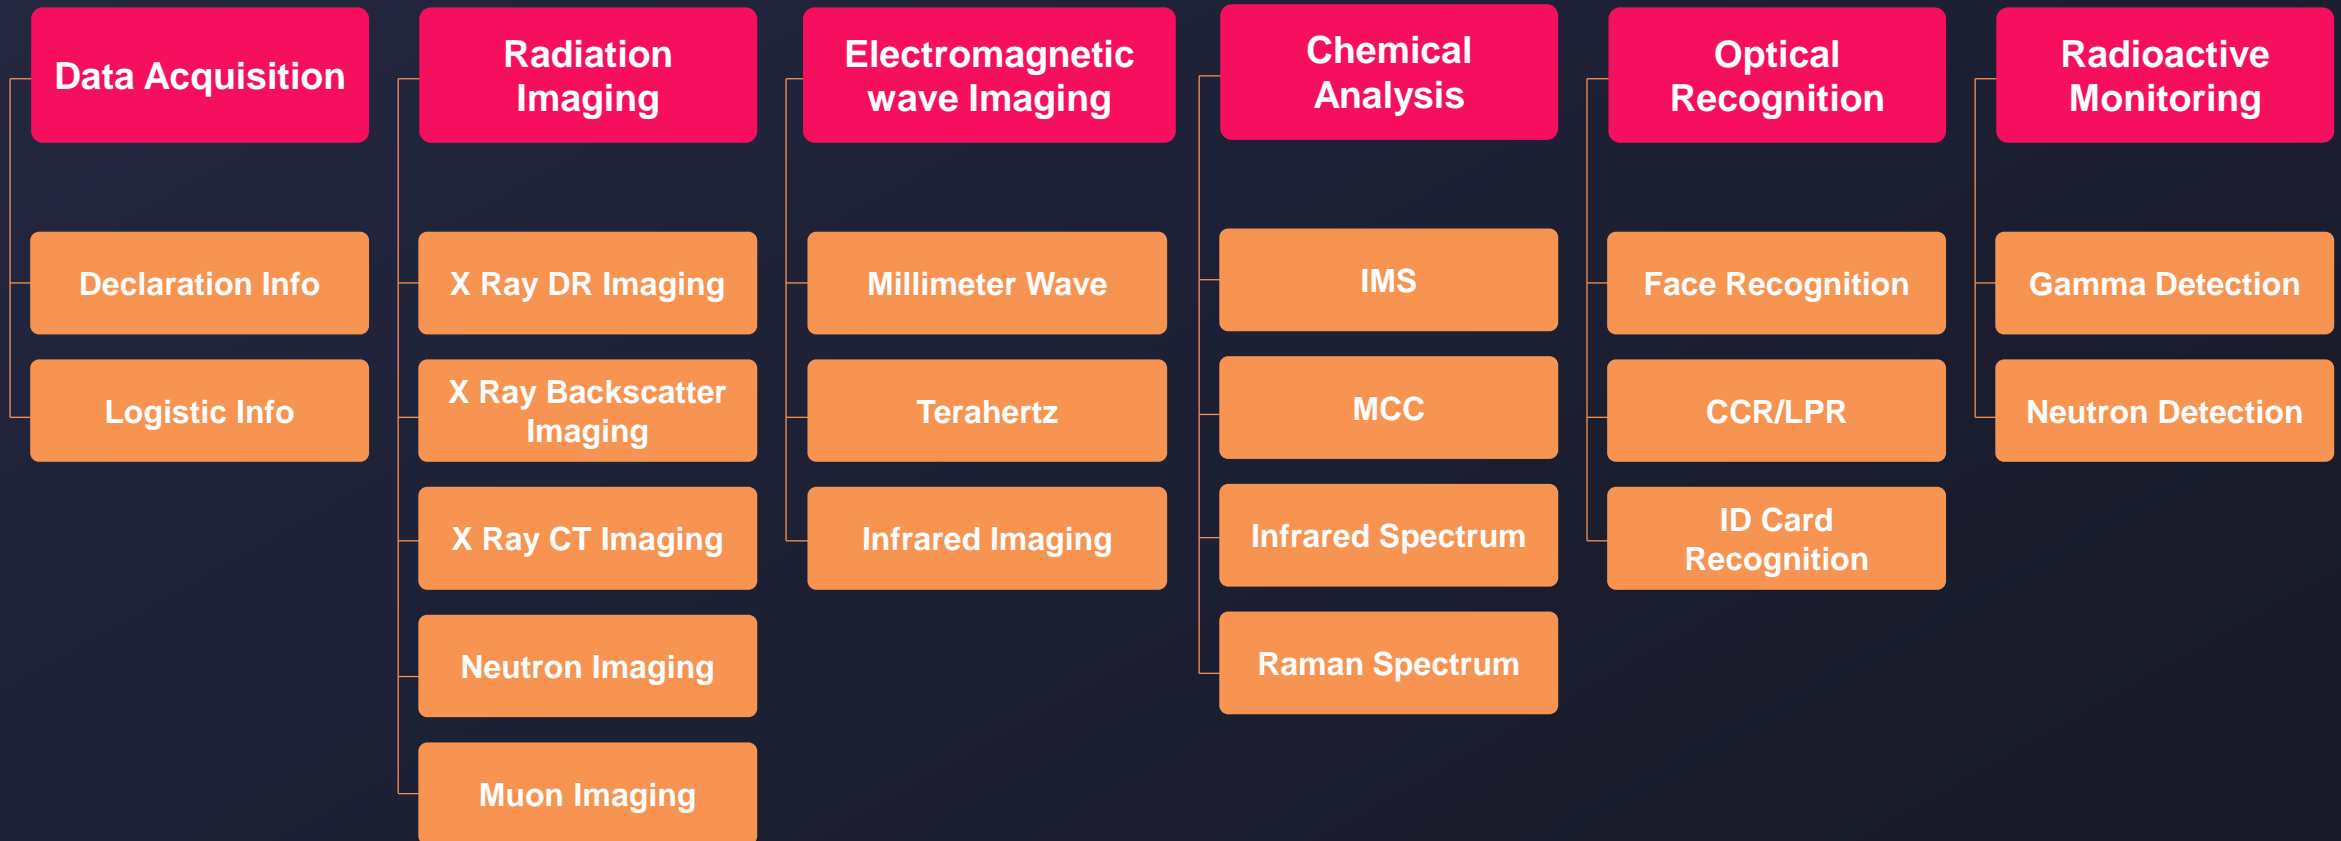 Data Acquisition
Declaration Info
Logistic Info
Radiation
Imaging
X Ray DR Imaging
X Ray Backscatter
Imaging
X Ray CT Imaging
Neutron Imaging
Muon Imaging
Electromagnetic
wave Imaging
Millimeter Wave
Terahertz
Infrared Imaging
Chemical
Analysis
IMS
MCC
Infrared Spectrum
Raman Spectrum
Optical
Recognition
Face Recognition
CCR/LPR
ID Card
Recognition
Radioactive
Monitoring
Gamma Detection
Neutron Detection